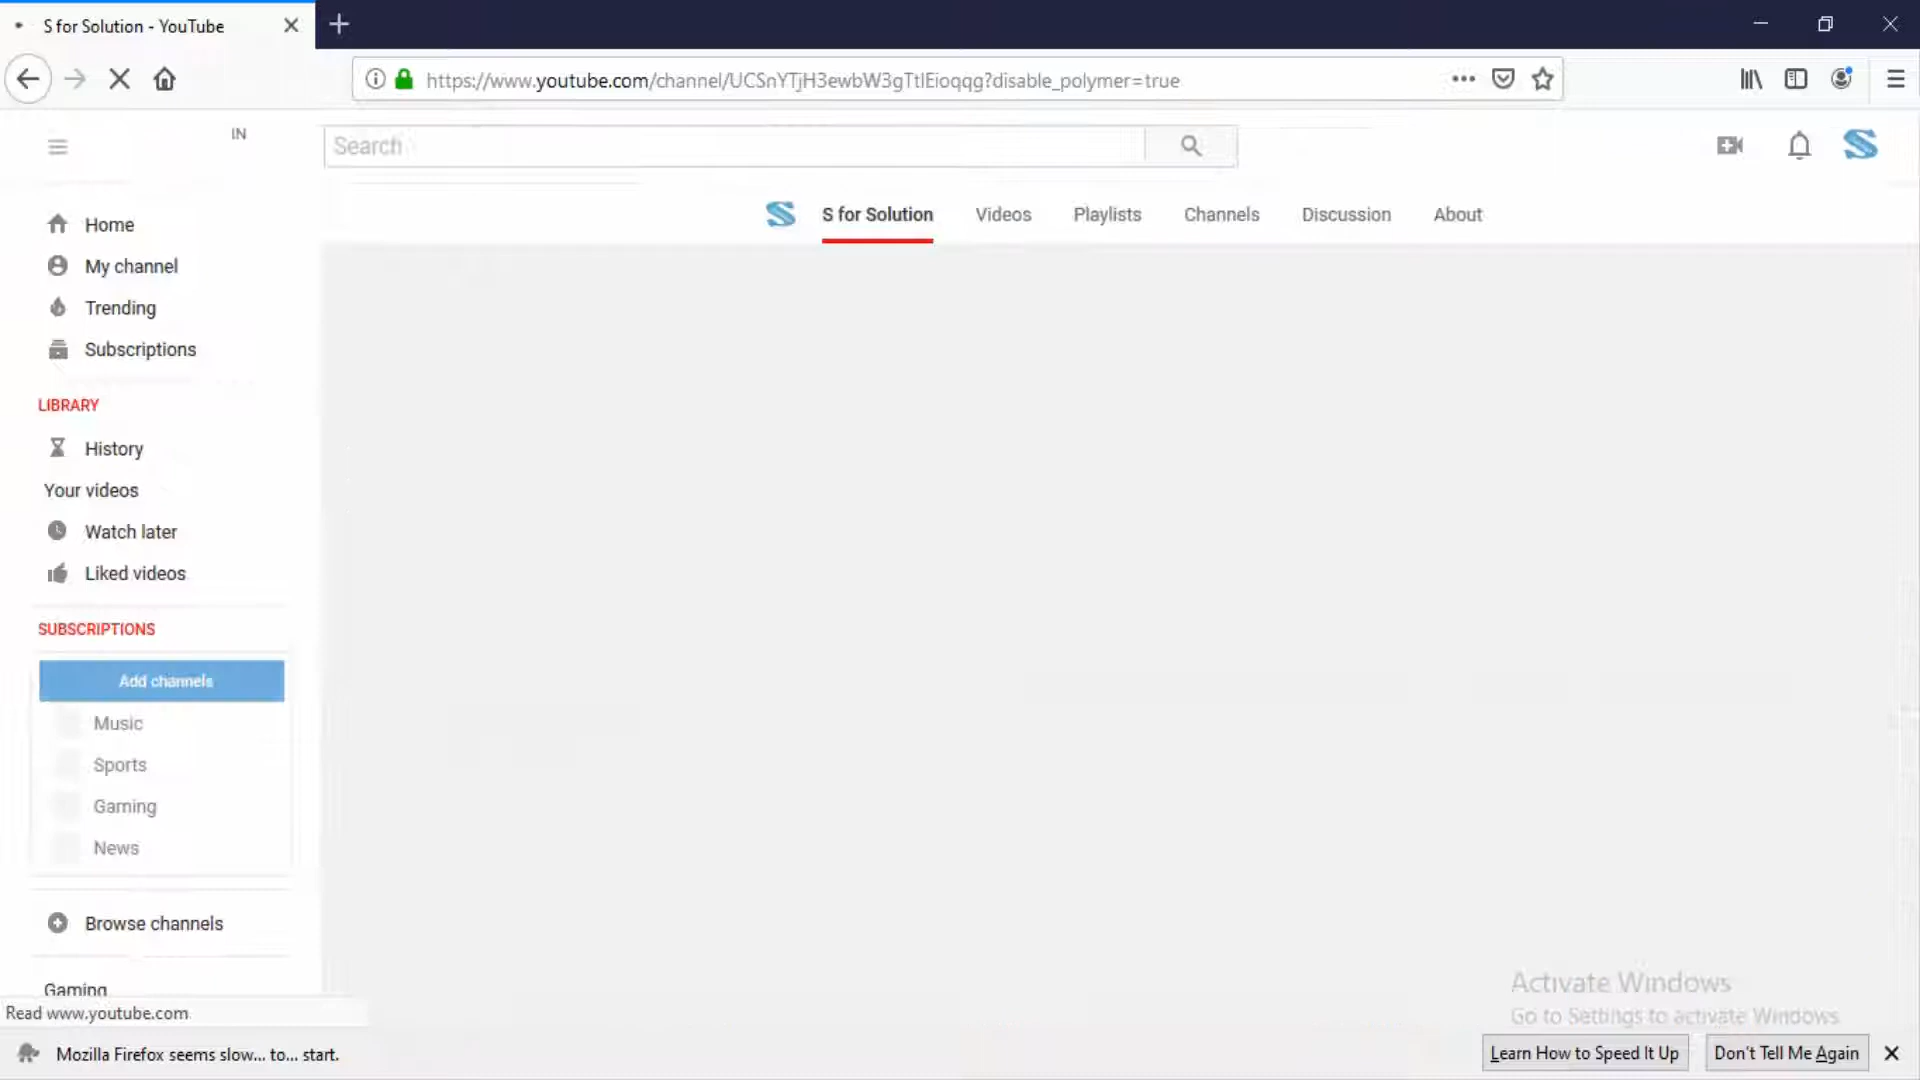 S for Solution - YouTube
https://www.youtube.com/channel/UCSnYTjH3ewbW3gTtlEioqqg?disable_polymer=true
IN
Search
S for Solution
Videos
Playlists
Channels
Discussion
About
Home
My channel
Trending
Subscriptions
LIBRARY
History
Your videos
Watch later
Liked videos
SUBSCRIPTIONS
Add channels
Music
Sports
Gaming
News
Browse channels
Gaming
Read www.youtube.com
Activate Windows
Go to Settings to activate Windows.
Mozilla Firefox seems slow... to... start.
Learn How to Speed It Up
Don't Tell Me Again